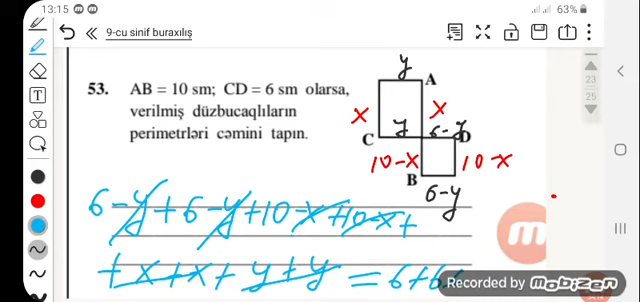 13:15
63%
9-cu sinif buraxılış
53. AB = 10 sm; CD = 6 sm olarsa,
verilmiş düzbucaqlıların
perimetrləri cəmini tapın.
y
A
x
x
C
y
6-y
D
10-x
10-x
B
6-y
6-y+6-y+10-x+10-x+
+x+x+y+y=6+6
23
25
T
m
Recorded by mobizen